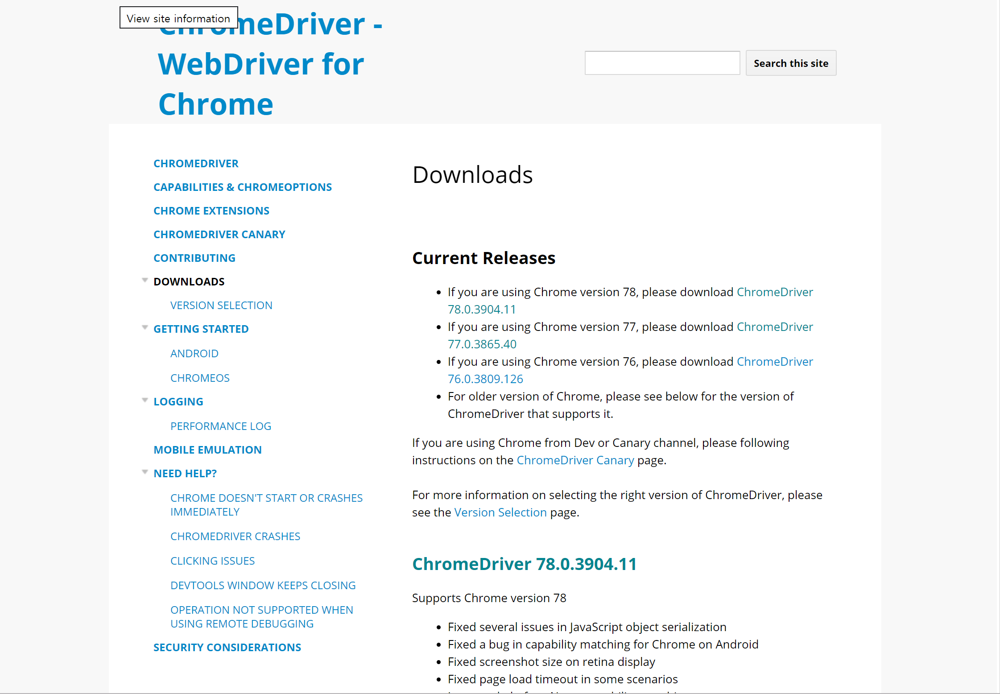 View site information
ChromeDriver -
WebDriver for
Chrome
Search this site
CHROMEDRIVER
CAPABILITIES & CHROMEOPTIONS
CHROME EXTENSIONS
CHROMEDRIVER CANARY
CONTRIBUTING
DOWNLOADS
VERSION SELECTION
GETTING STARTED
ANDROID
CHROMEOS
LOGGING
PERFORMANCE LOG
MOBILE EMULATION
NEED HELP?
CHROME DOESN'T START OR CRASHES
IMMEDIATELY
CHROMEDRIVER CRASHES
CLICKING ISSUES
DEVTOOLS WINDOW KEEPS CLOSING
OPERATION NOT SUPPORTED WHEN
USING REMOTE DEBUGGING
SECURITY CONSIDERATIONS
Downloads
Current Releases
If you are using Chrome version 78, please download ChromeDriver
78.0.3904.11
If you are using Chrome version 77, please download ChromeDriver
77.0.3865.40
If you are using Chrome version 76, please download ChromeDriver
76.0.3809.126
For older version of Chrome, please see below for the version of
ChromeDriver that supports it.
If you are using Chrome from Dev or Canary channel, please following
instructions on the ChromeDriver Canary page.
For more information on selecting the right version of ChromeDriver, please
see the Version Selection page.
ChromeDriver 78.0.3904.11
Supports Chrome version 78
Fixed several issues in JavaScript object serialization
Fixed a bug in capability matching for Chrome on Android
Fixed screenshot size on retina display
Fixed page load timeout in some scenarios